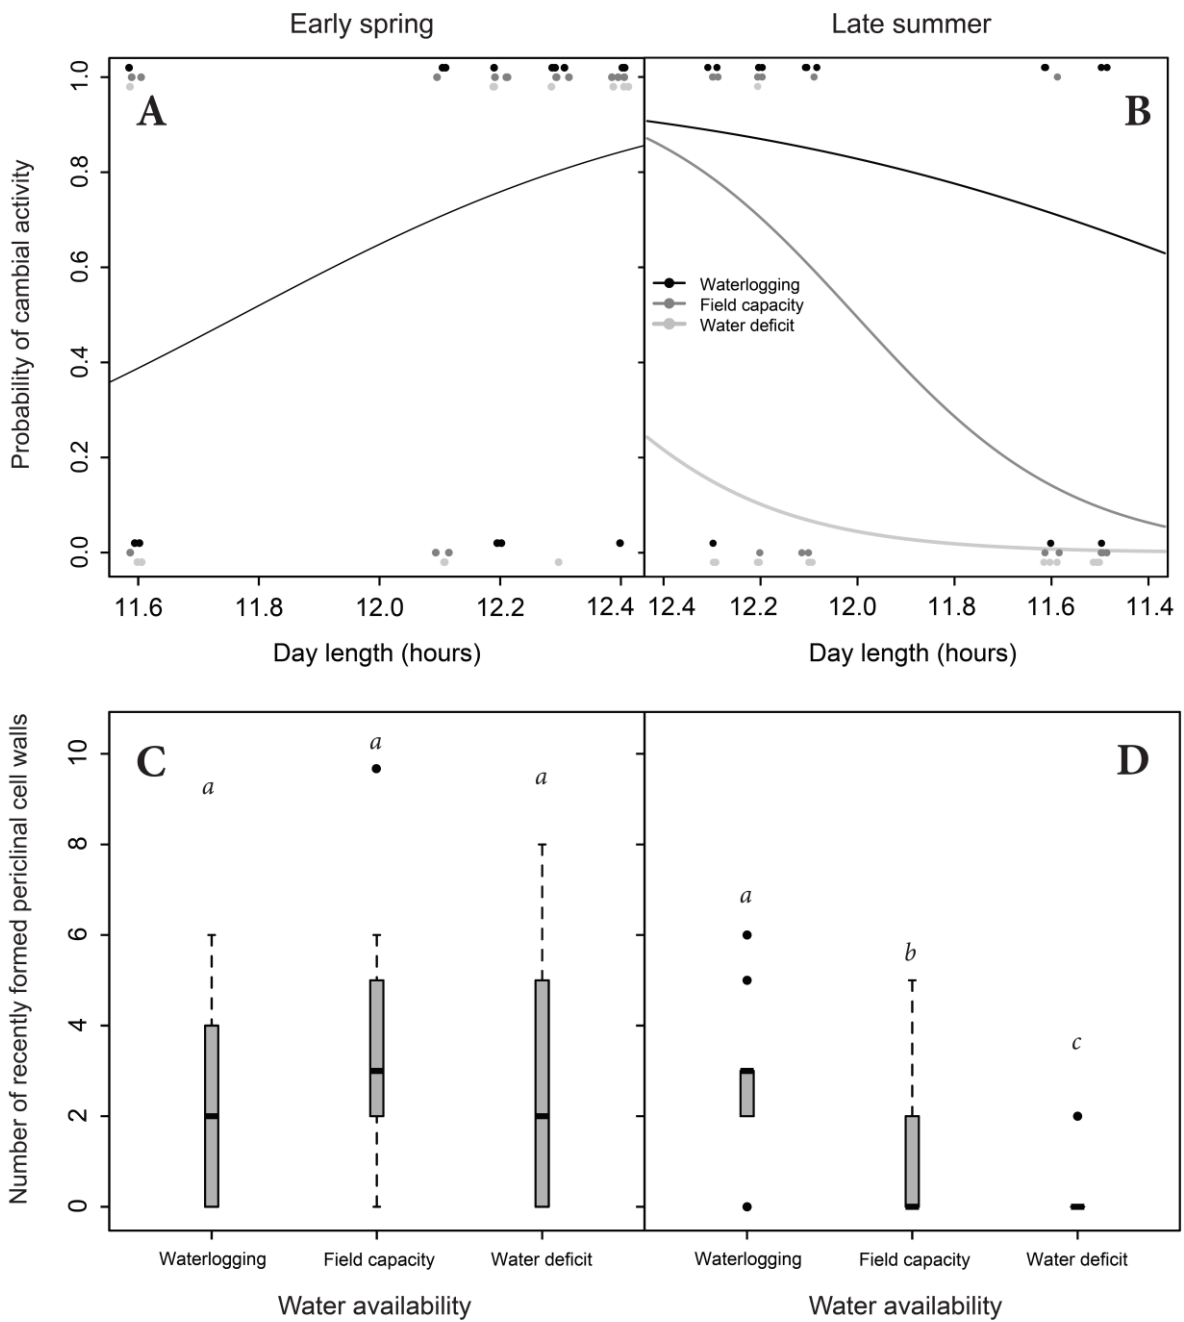 Early spring
Late summer
A
B
Probability of cambial activity
1.0
0.8
0.6
0.4
0.2
0.0
Waterlogging
Field capacity
Water deficit
11.6 11.8 12.0 12.2 12.4
12.4 12.2 12.0 11.8 11.6 11.4
Day length (hours)
Day length (hours)
C
D
Number of recently formed periclinal cell walls
10
8
6
4
2
0
a
a
a
a
b
c
Waterlogging Field capacity Water deficit
Waterlogging Field capacity Water deficit
Water availability
Water availability